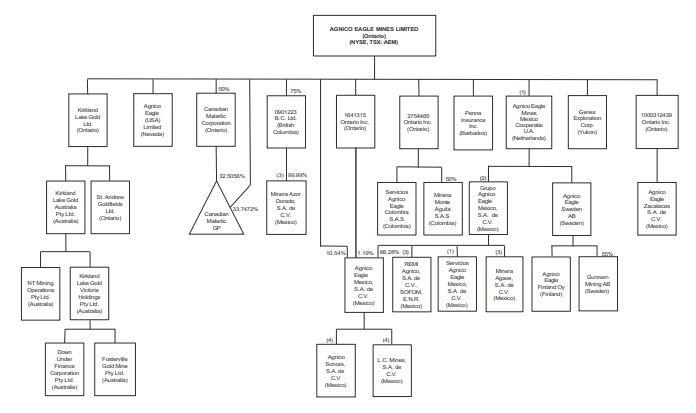 AGNICO EAGLE MINES LIMITED
(Ontario)
(NYSE, TSX: AEM)
50%
75%
(1)
Kirkland
Lake Gold
Ltd.
(Ontario)
Agnico
Eagle
(USA)
Limited
(Nevada)
Canadian
Malartic
Corporation
(Ontario)
0901223
B.C. Ltd.
(British
Columbia)
1641315
Ontario Inc.
(Ontario)
2754465
Ontario Inc.
(Ontario)
Penna
Insurance
Inc.
(Barbados)
Agnico Eagle
Mines
Mexico
Cooperatie
U.A.
(Netherlands)
Genex
Exploration
Corp.
(Yukon)
1000312439
Ontario Inc.
(Ontario)
32.5056%
33.7472%
(3) 99.99%
50%
(2)
Kirkland
Lake Gold
Australia
Pty Ltd.
(Australia)
St. Andrew
Goldfields
Ltd.
(Ontario)
Canadian
Malartic
GP
Minera Azor
Dorado,
S.A. de
C.V.
(Mexico)
Servicios
Agnico
Eagle
Colombia
S.A.S
(Colombia)
Minera
Monte
Águila
S.A.S
(Colombia)
Grupo
Agnico
Eagle
Mexico,
S.A. de
C.V.
(Mexico)
Agnico
Eagle
Sweden
AB
(Sweden)
Agnico
Eagle
Zacatecas
S.A. de
C.V.
(Mexico)
10.54%
1.19%
88.28%
(3)
(1)
(3)
55%
NT Mining
Operations
Pty Ltd.
(Australia)
Kirkland
Lake Gold
Victoria
Holdings
Pty Ltd.
(Australia)
Agnico
Eagle
Mexico,
S.A. de
C.V.
(Mexico)
REMI
Agnico,
S.A. de
C.V.,
SOFOM,
E.N.R.
(Mexico)
Servicios
Agnico
Eagle
Mexico,
S.A. de
C.V.
(Mexico)
Minera
Agave,
S.A. de
C.V.
(Mexico)
Agnico
Eagle
Finland Oy
(Finland)
Gunnarn
Mining AB
(Sweden)
(4)
(4)
Down
Under
Finance
Corporation
Pty Ltd.
(Australia)
Fosterville
Gold Mine
Pty Ltd.
(Australia)
Agnico
Sonora,
S.A. de
C.V
(Mexico)
L.C. Mines,
S.A. de
C.V.
(Mexico)